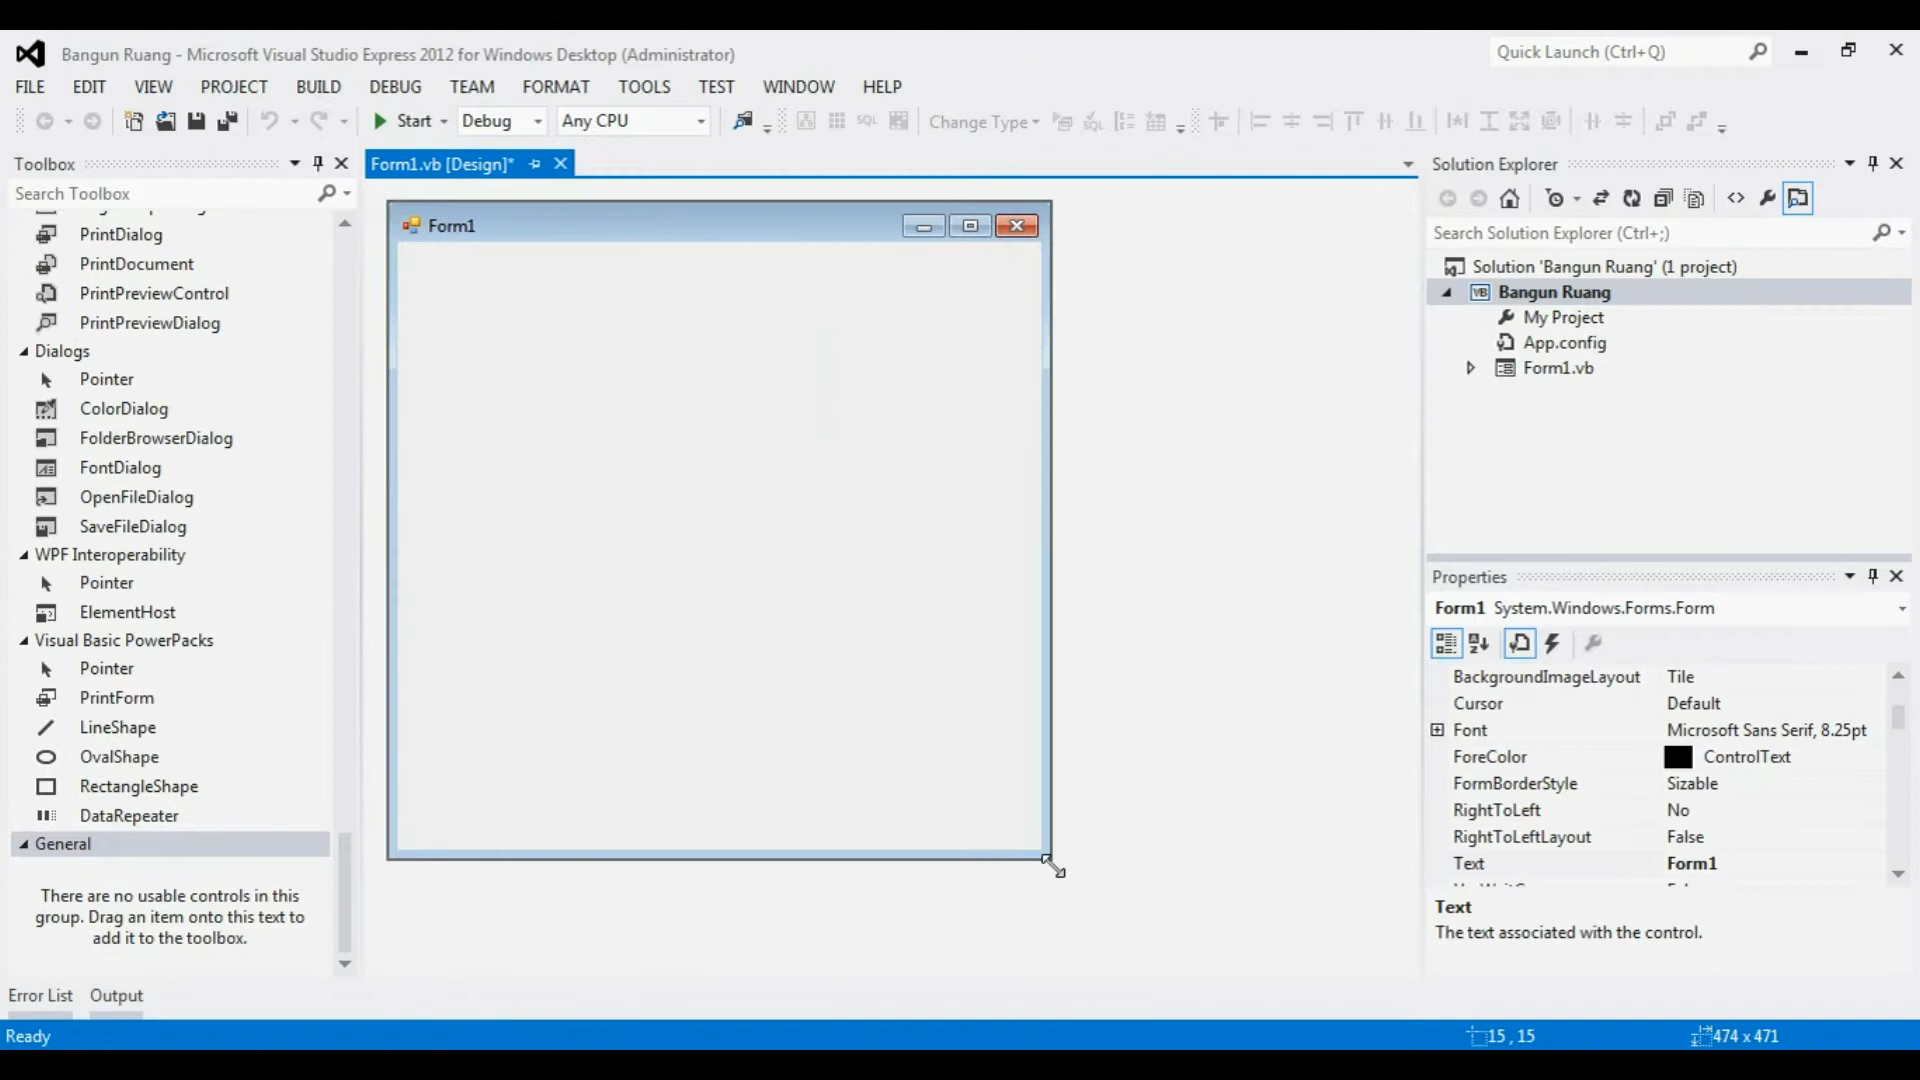 Bangun Ruang - Microsoft Visual Studio Express 2012 for Windows Desktop (Administrator)
Quick Launch (Ctrl+Q)
FILE EDIT VIEW PROJECT BUILD DEBUG TEAM FORMAT TOOLS TEST WINDOW HELP
Start Debug Any CPU SQL Change Type SQL
Toolbox
Search Toolbox
PrintDialog
PrintDocument
PrintPreviewControl
PrintPreviewDialog
Dialogs
Pointer
ColorDialog
FolderBrowserDialog
FontDialog
OpenFileDialog
SaveFileDialog
WPF Interoperability
Pointer
ElementHost
Visual Basic PowerPacks
Pointer
PrintForm
LineShape
OvalShape
RectangleShape
DataRepeater
General
There are no usable controls in this
group. Drag an item onto this text to
add it to the toolbox.
Form1.vb [Design]*
Form1
Solution Explorer
Search Solution Explorer (Ctrl+;)
Solution 'Bangun Ruang' (1 project)
VB Bangun Ruang
My Project
App.config
Form1.vb
Properties
Form1 System.Windows.Forms.Form
BackgroundImageLayout Tile
Cursor Default
Font Microsoft Sans Serif, 8.25pt
ForeColor ControlText
FormBorderStyle Sizable
RightToLeft No
RightToLeftLayout False
Text Form1
Text
The text associated with the control.
Error List Output
Ready
15 , 15
474 x 471